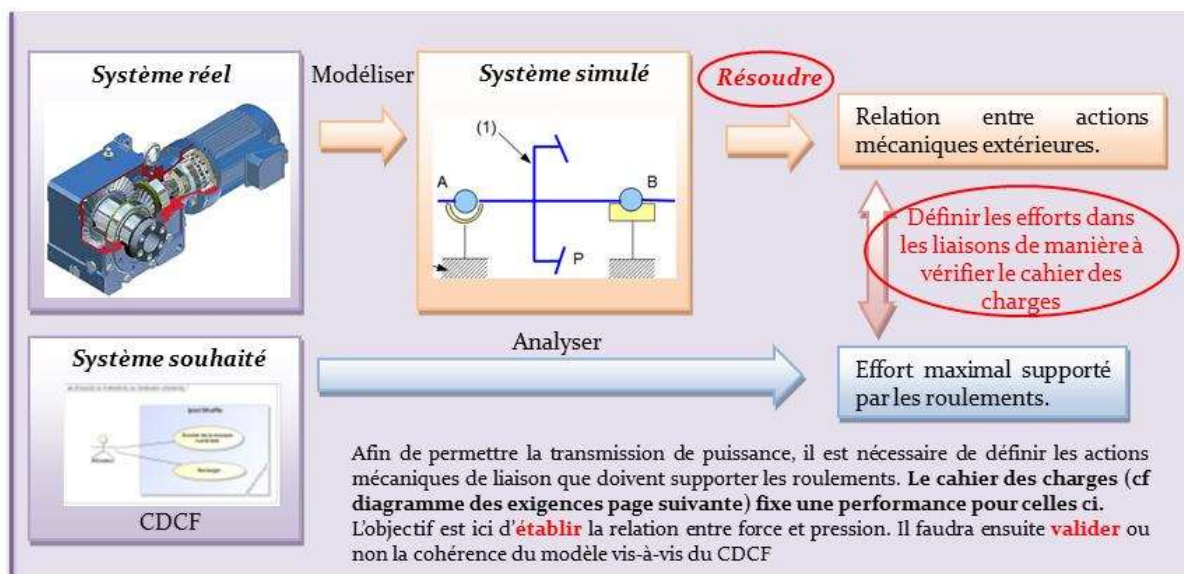 Système réel
Modéliser
Système simulé
Résoudre
(1)
A
B
P
Relation entre actions
mécaniques extérieures.
Définir les efforts dans
les liaisons de manière à
vérifier le cahier des
charges
Système souhaité
CDCF
Analyser
Effort maximal supporté
par les roulements.
Afin de permettre la transmission de puissance, il est nécessaire de définir les actions
mécaniques de liaison que doivent supporter les roulements. Le cahier des charges (cf
diagramme des exigences page suivante) fixe une performance pour celles ci.
L'objectif est ici d'établir la relation entre force et pression. Il faudra ensuite valider ou
non la cohérence du modèle vis-à-vis du CDCF